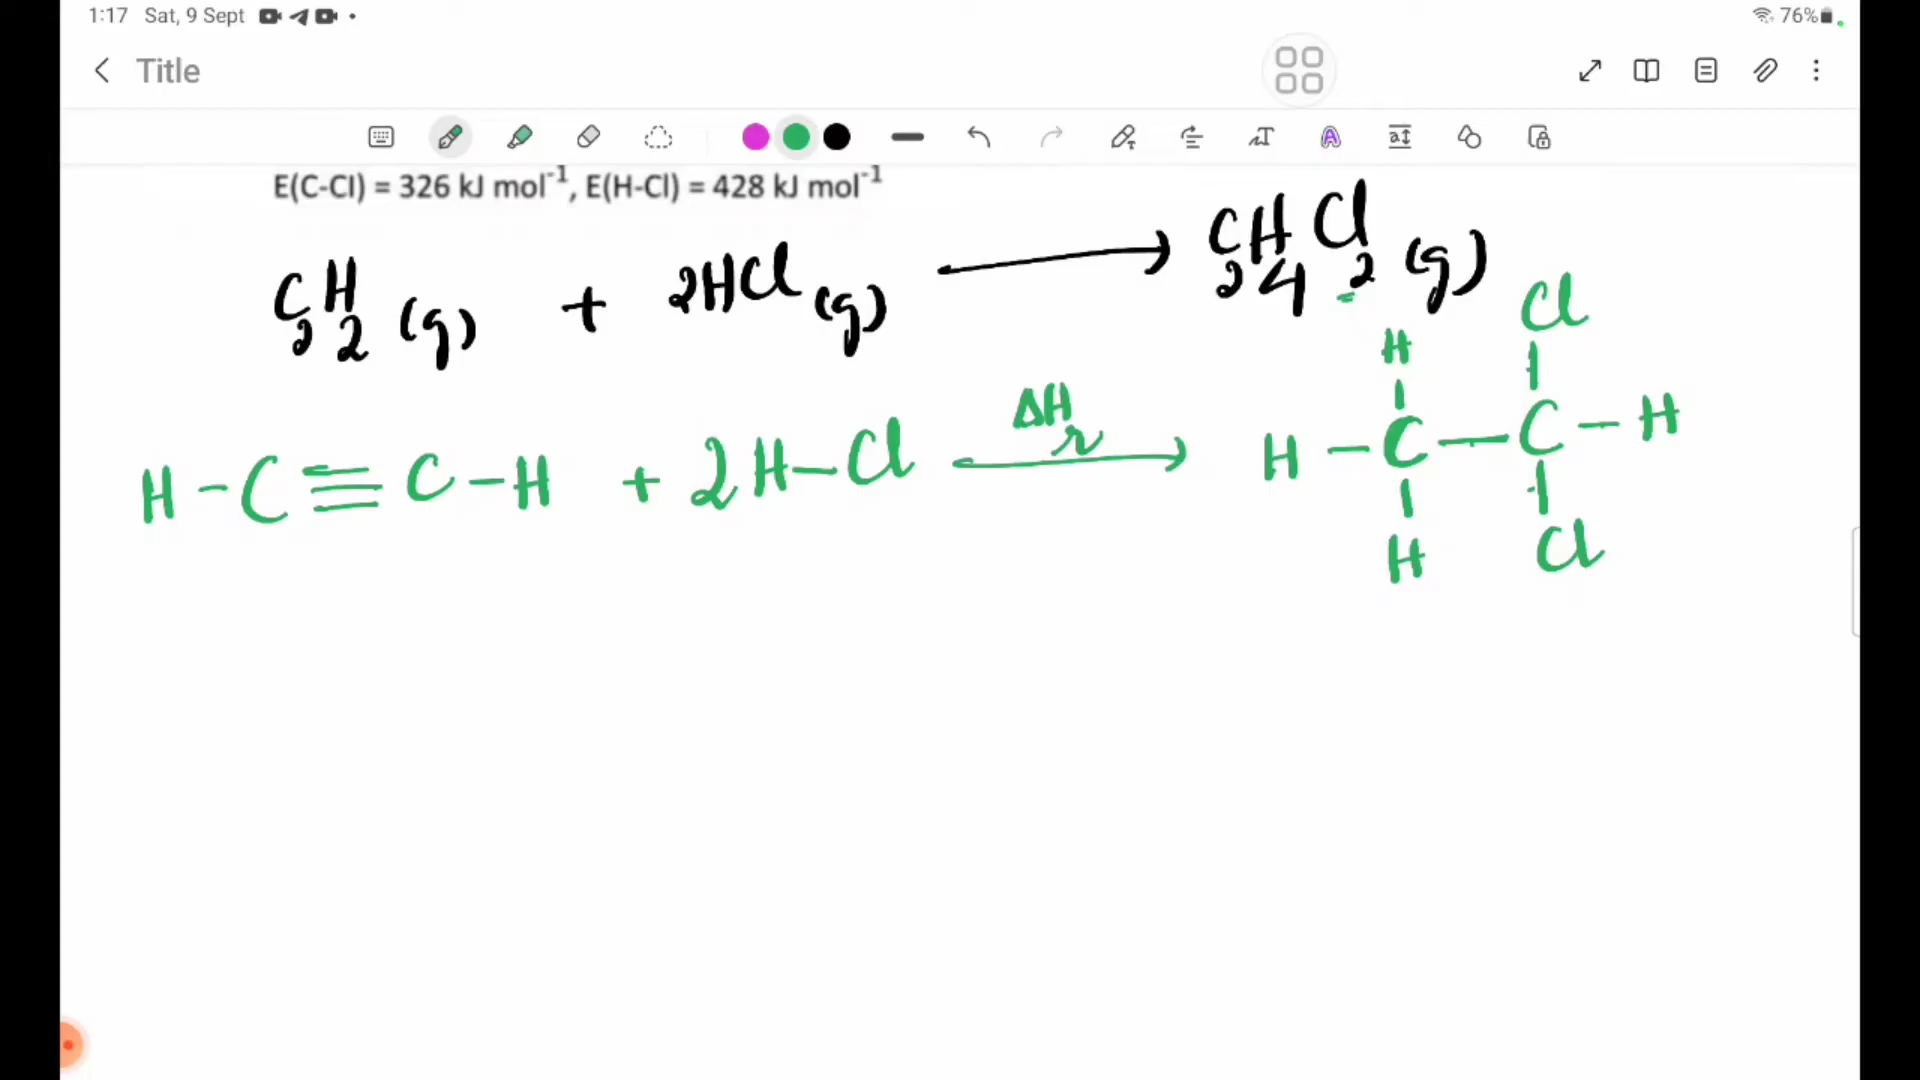 1:17 Sat, 9 Sept
76%
Title
E(C-Cl) = 326 kJ mol⁻¹, E(H-Cl) = 428 kJ mol⁻¹
C₂H₂ (g) + 2HCl (g) ⟶ C₂H₄Cl₂ (g)
H-C≡C-H + 2H-Cl ⟶ H-C-C-H
ΔHr
H Cl
H Cl